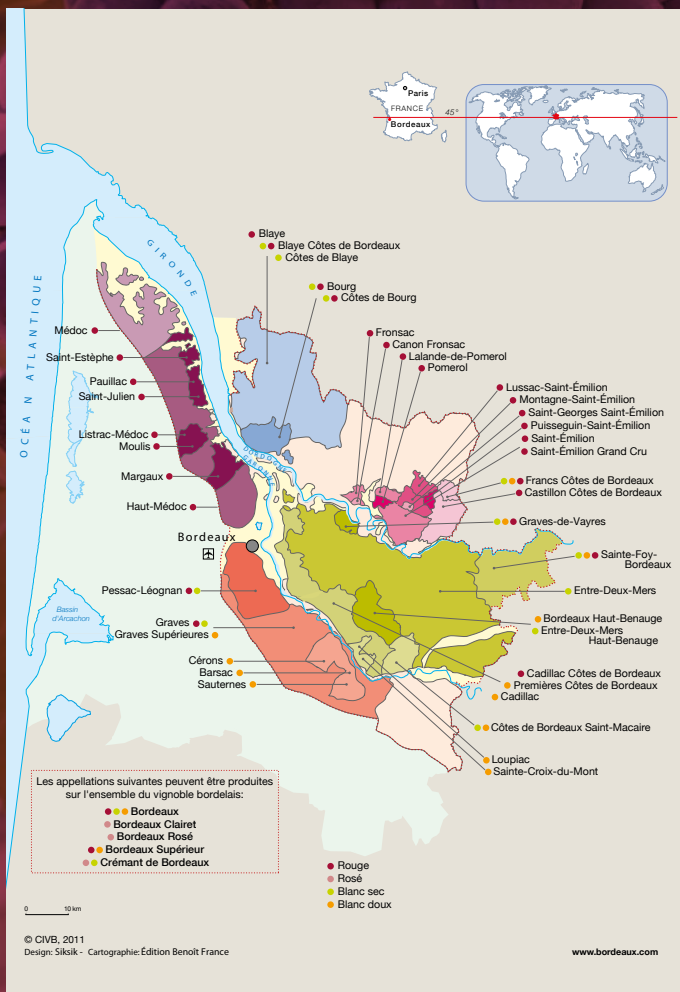 Paris
FRANCE
Bordeaux
45°
OCÉAN ATLANTIQUE
GIRONDE
DORDOGNE
GARONNE
Blaye
Blaye Côtes de Bordeaux
Côtes de Blaye
Bourg
Côtes de Bourg
Fronsac
Canon Fronsac
Lalande-de-Pomerol
Pomerol
Lussac-Saint-Émilion
Montagne-Saint-Émilion
Saint-Georges Saint-Émilion
Puisseguin-Saint-Émilion
Saint-Émilion
Saint-Émilion Grand Cru
Francs Côtes de Bordeaux
Castillon Côtes de Bordeaux
Graves-de-Vayres
Sainte-Foy-
Bordeaux
Entre-Deux-Mers
Bordeaux Haut-Benauge
Entre-Deux-Mers
Haut-Benauge
Cadillac Côtes de Bordeaux
Premières Côtes de Bordeaux
Cadillac
Côtes de Bordeaux Saint-Macaire
Loupiac
Sainte-Croix-du-Mont
Médoc
Saint-Estèphe
Pauillac
Saint-Julien
Listrac-Médoc
Moulis
Margaux
Haut-Médoc
Bordeaux
Pessac-Léognan
Graves
Graves Supérieures
Cérons
Barsac
Sauternes
Bassin
d'Arcachon
Les appellations suivantes peuvent être produites
sur l'ensemble du vignoble bordelais:
Bordeaux
Bordeaux Clairet
Bordeaux Rosé
Bordeaux Supérieur
Crémant de Bordeaux
Rouge
Rosé
Blanc sec
Blanc doux
0 10 km
© CIVB, 2011
Design: Siksik - Cartographie: Édition Benoît France
www.bordeaux.com